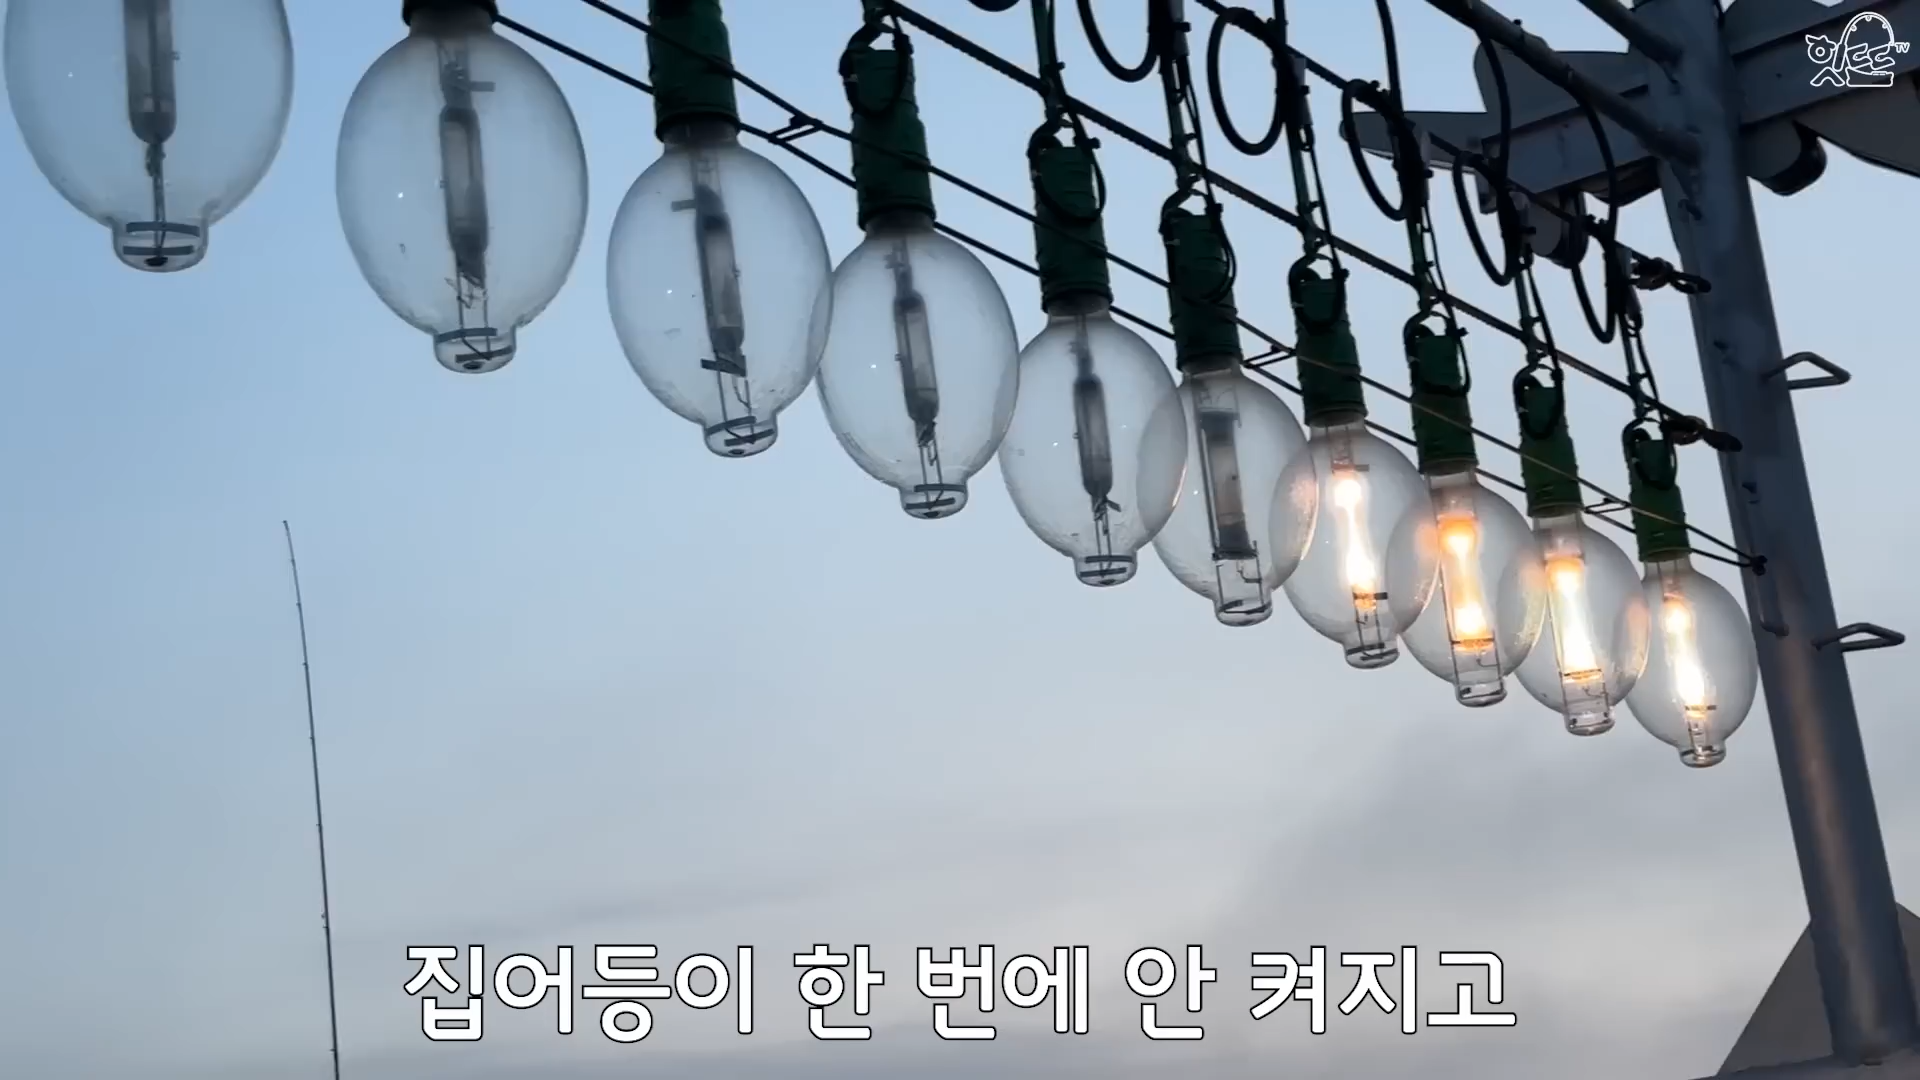 집어등이 한 번에 안 켜지고